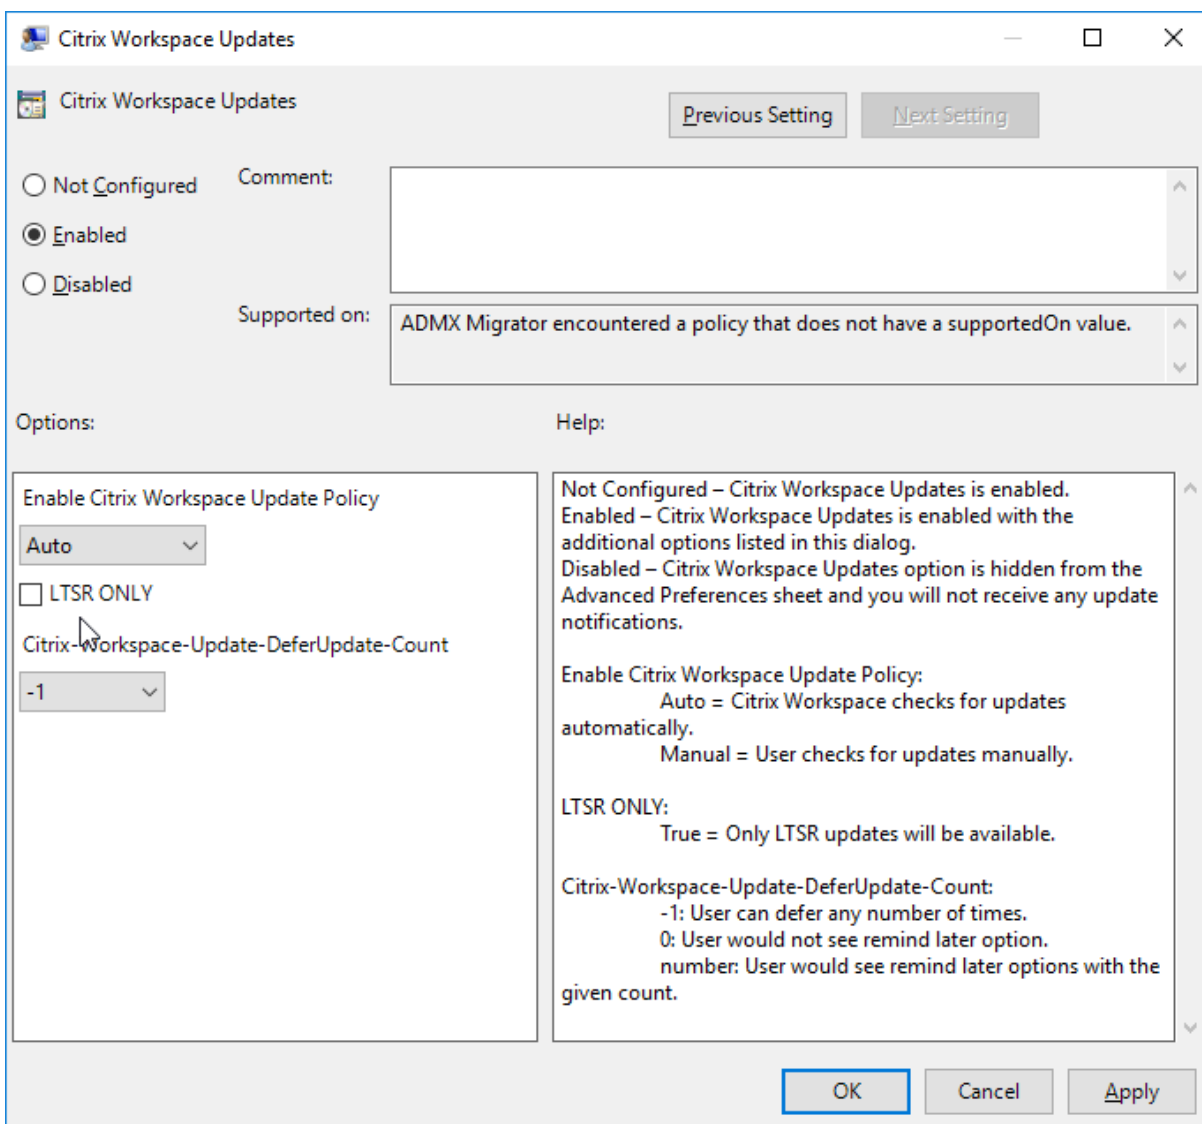 Citrix Workspace Updates
Citrix Workspace Updates
Previous Setting
Next Setting
Not Configured
Comment:
Enabled
Disabled
Supported on:
ADMX Migrator encountered a policy that does not have a supportedOn value.
Options:
Help:
Enable Citrix Workspace Update Policy
Auto
LTSR ONLY
Citrix-Workspace-Update-DeferUpdate-Count
-1
Not Configured – Citrix Workspace Updates is enabled.
Enabled – Citrix Workspace Updates is enabled with the
additional options listed in this dialog.
Disabled – Citrix Workspace Updates option is hidden from the
Advanced Preferences sheet and you will not receive any update
notifications.
Enable Citrix Workspace Update Policy:
Auto = Citrix Workspace checks for updates
automatically.
Manual = User checks for updates manually.
LTSR ONLY:
True = Only LTSR updates will be available.
Citrix-Workspace-Update-DeferUpdate-Count:
-1: User can defer any number of times.
0: User would not see remind later option.
number: User would see remind later options with the
given count.
OK
Cancel
Apply